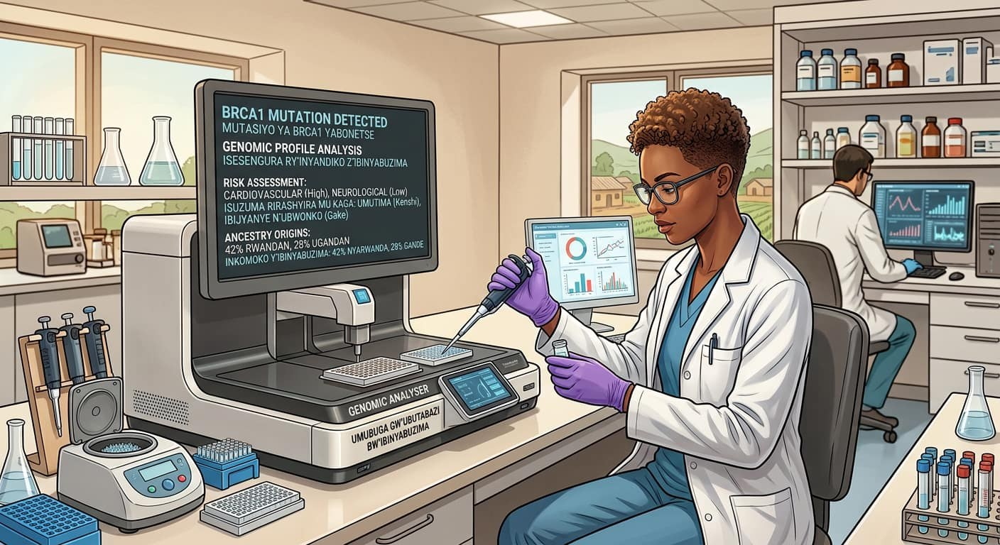 BRCA1 MUTATION DETECTED
MUTASIYO YA BRCA1 YABONETSE
GENOMIC PROFILE ANALYSIS
ISESENGURA RY'INYANDIKO Z'IBINYABUZIMA
RISK ASSESSMENT:
CARDIOVASCULAR (High), NEUROLOGICAL (Low)
ISUZUMA RIRASHYIRA MU KAGA: UMUTIMA [Kenshi),
IBIJYANYE N'UBWONKO (Gake)
ANCESTRY ORIGINS:
42% RWANDAN, 28% UGANDAN
INKOMOKO Y'IBINYABUZIMA: 42% NYARWANDA, 28% GANDE
GENOMIC ANALYSER
UMUBUGA GW'UBUTABAZI
BW'IBINYABUZIMA